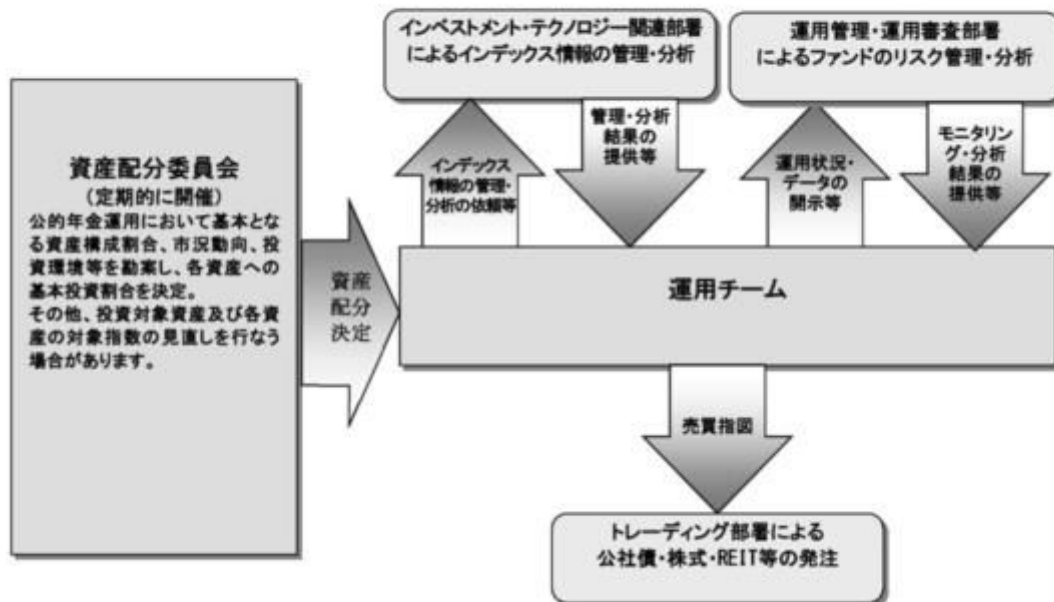 インベストメント・テクノロジー関連部署
によるインデックス情報の管理・分析
運用管理・運用審査部署
によるファンドのリスク管理・分析
資産配分委員会
（定期的に開催）
公的年金運用において基本とな
る資産構成割合、市況動向、投
資環境等を勘案し、各資産への
基本投資割合を決定。
その他、投資対象資産及び各資
産の対象指数の見直しを行なう
場合があります。
インデックス
情報の管理・
分析の依頼等
管理・分析
結果の
提供等
運用状況・
データの
開示等
モニタリン
グ・分析
結果の
提供等
資産
配分
決定
運用チーム
売買指図
トレーディング部署による
公社債・株式・REIT等の発注